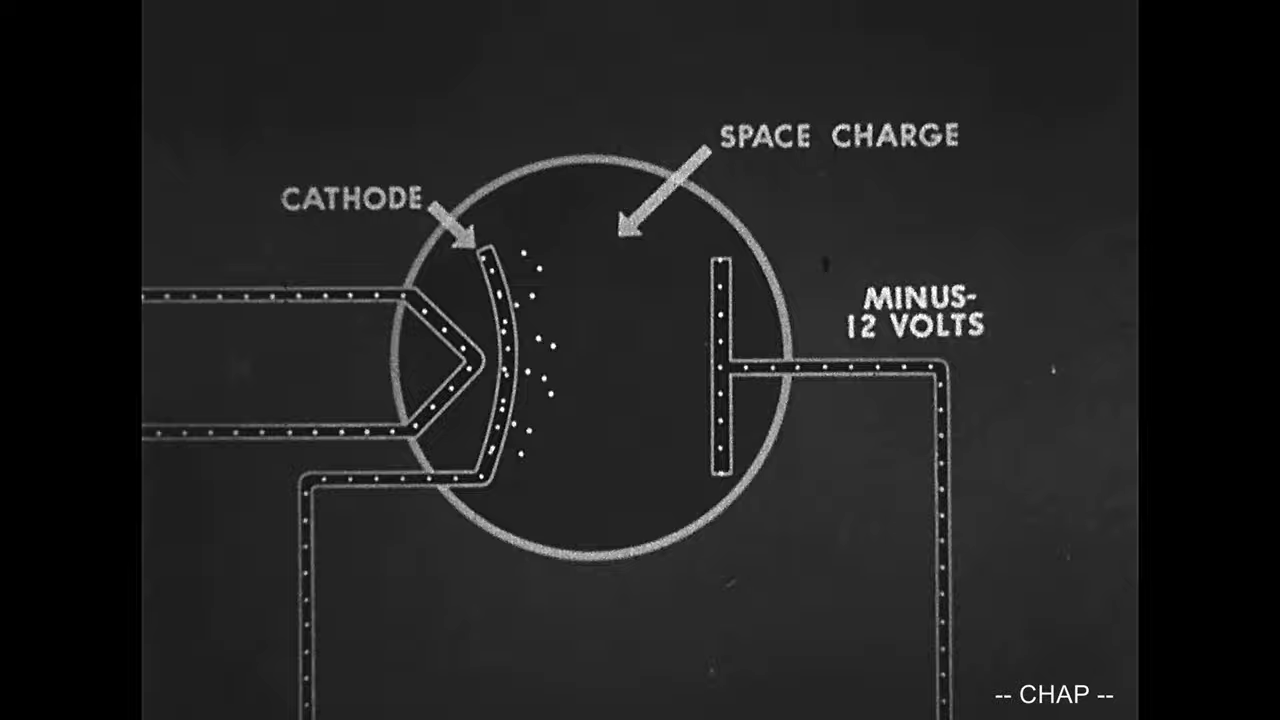 SPACE CHARGE
CATHODE
MINUS-
12 VOLTS
-- CHAP --